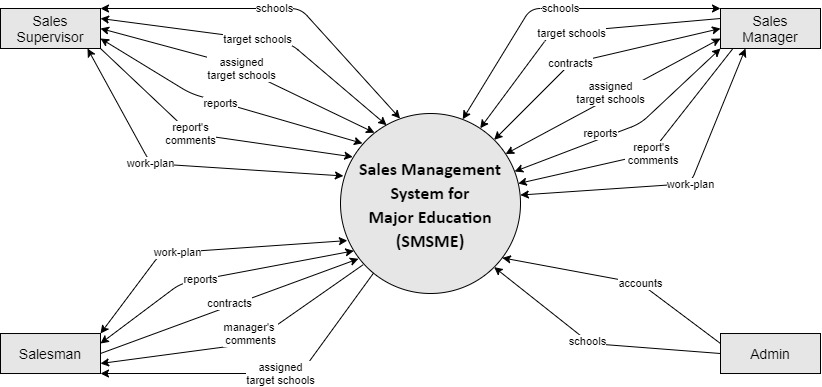 schools
schools
Sales
Supervisor
Sales
Manager
target schools
target schools
assigned
target schools
contracts
assigned
target schools
reports
reports
report's
comments
report's
comments
work-plan
work-plan
Sales Management
System for
Major Education
(SMSME)
work-plan
reports
accounts
contracts
manager's
comments
schools
Salesman
Admin
assigned
target schools